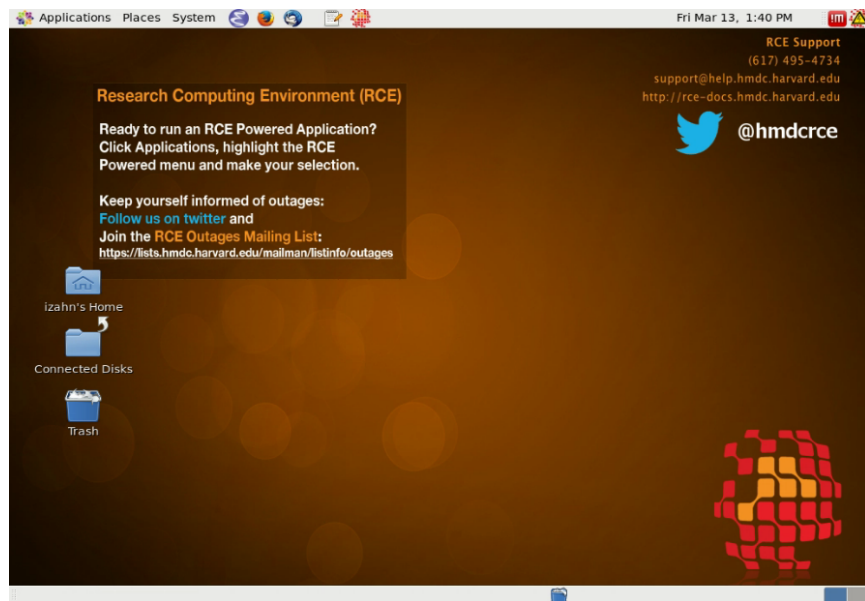 Applications Places System
Fri Mar 13, 1:40 PM
!m
RCE Support
(617) 495-4734
support@help.hmdc.harvard.edu
http://rce-docs.hmdc.harvard.edu
@hmdcrce
Research Computing Environment (RCE)
Ready to run an RCE Powered Application?
Click Applications, highlight the RCE
Powered menu and make your selection.
Keep yourself informed of outages:
Follow us on twitter and
Join the RCE Outages Mailing List:
https://lists.hmdc.harvard.edu/mailman/listinfo/outages
izahn's Home
Connected Disks
Trash